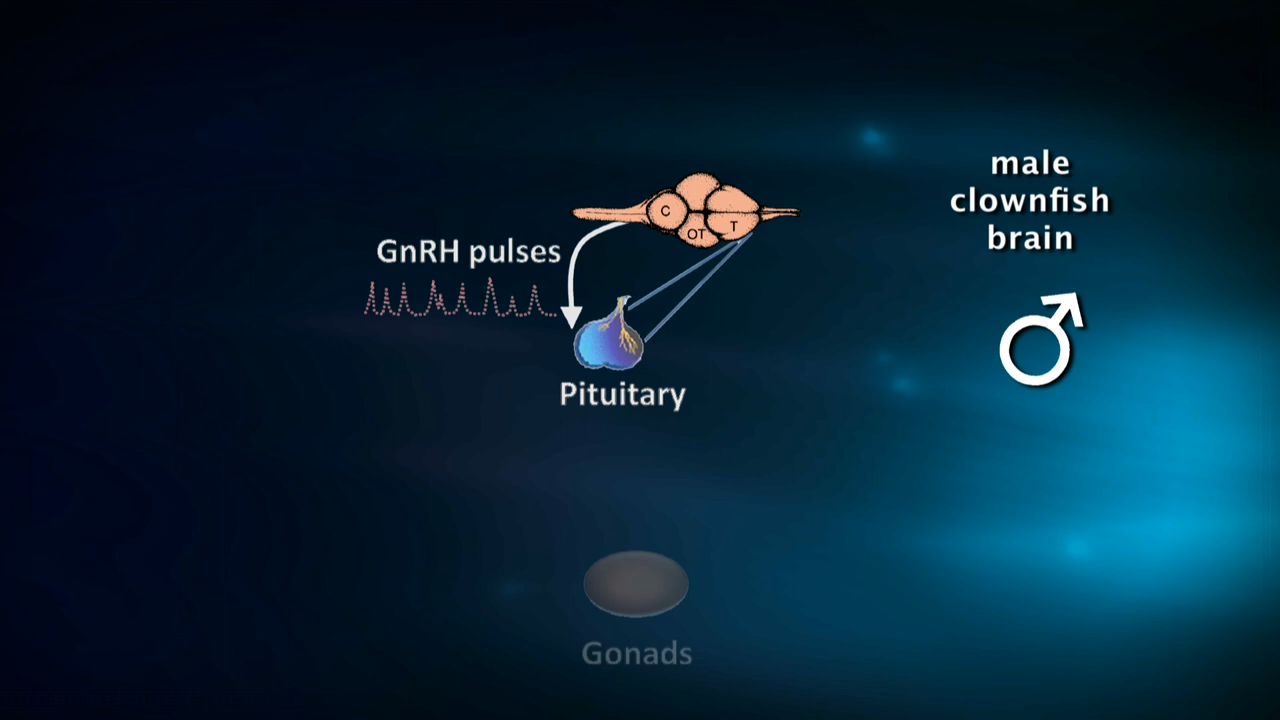 male
clownfish
brain
C
OT
T
GnRH pulses
Pituitary
Gonads